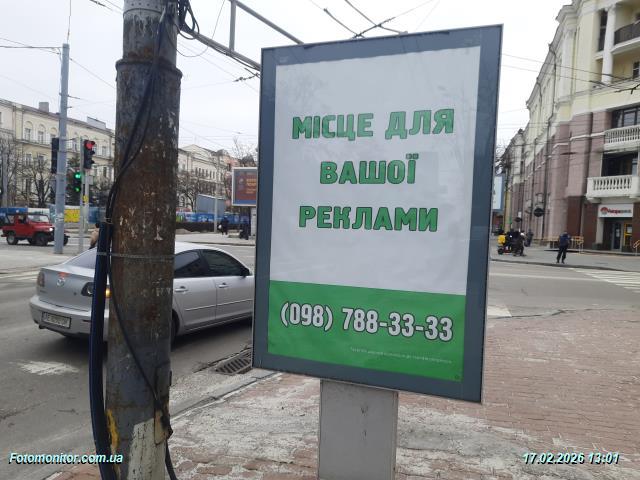 МІСЦЕ ДЛЯ
ВАШОЇ
РЕКЛАМИ
(098) 788-33-33
Fotomonitor.com.ua
17.02.2026 13:01